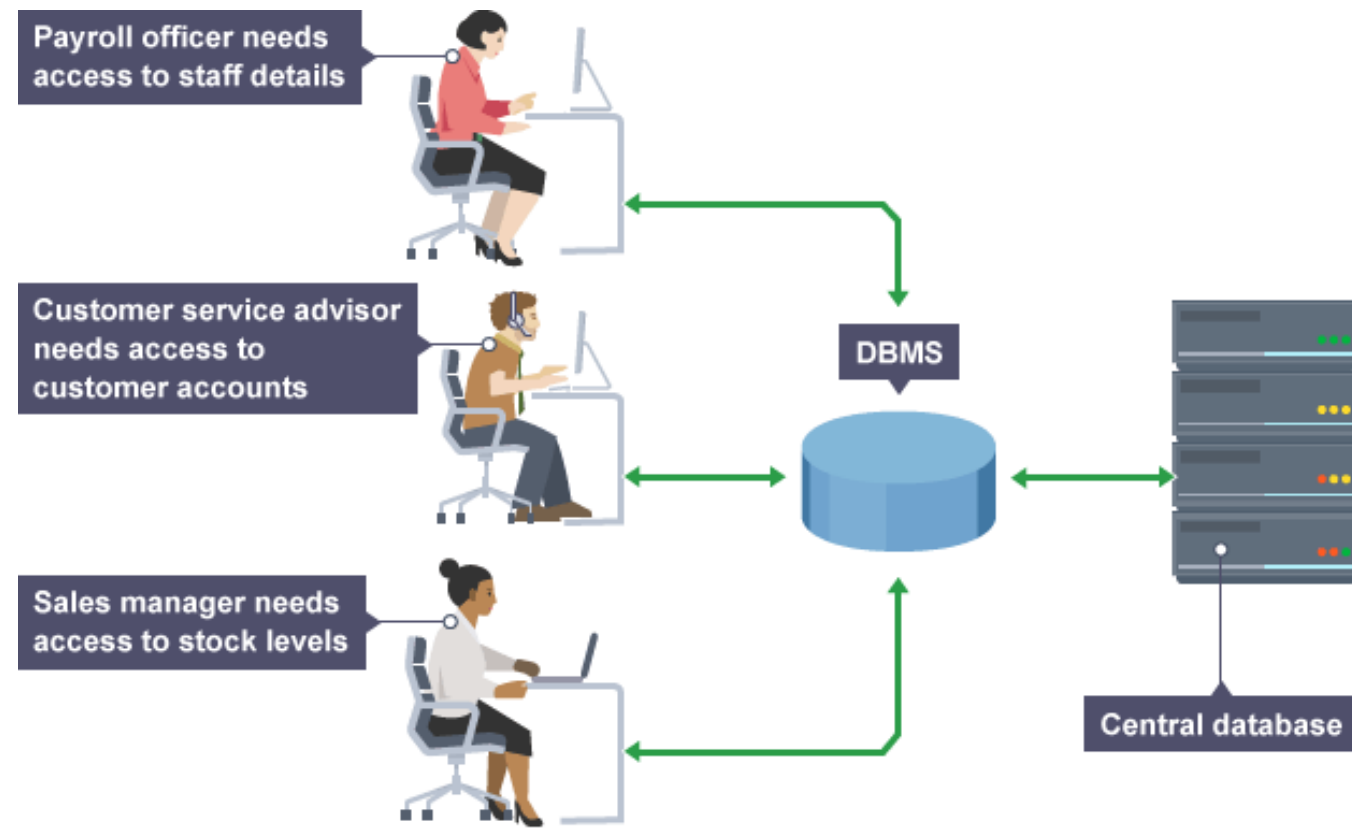 Payroll officer needs
access to staff details
Customer service advisor
needs access to
customer accounts
DBMS
Sales manager needs
access to stock levels
Central database